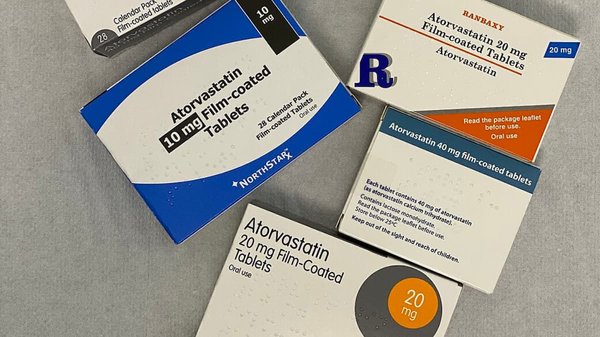 28
Calendar Pack
Film-coated Tablets
Atorvastatin
10 mg Film-Coated
Tablets
10
mg
28 Calendar Pack
Film-coated Tablets
Oral use
NORTHSTAR
RANBAXY
Atorvastatin 20 mg
Film-coated Tablets
Atorvastatin
20 mg
R
Read the package leaflet
before use.
Oral use
Atorvastatin 40 mg film-coated tablets
Each tablet contains 40 mg of atorvastatin
(as atorvastatin calcium trihydrate).
Contains lactose monohydrate
Read the package leaflet before use.
Store below 25°C
Keep out of the sight and reach of children.
Atorvastatin
20 mg Film-Coated
Tablets
Oral use
20
mg